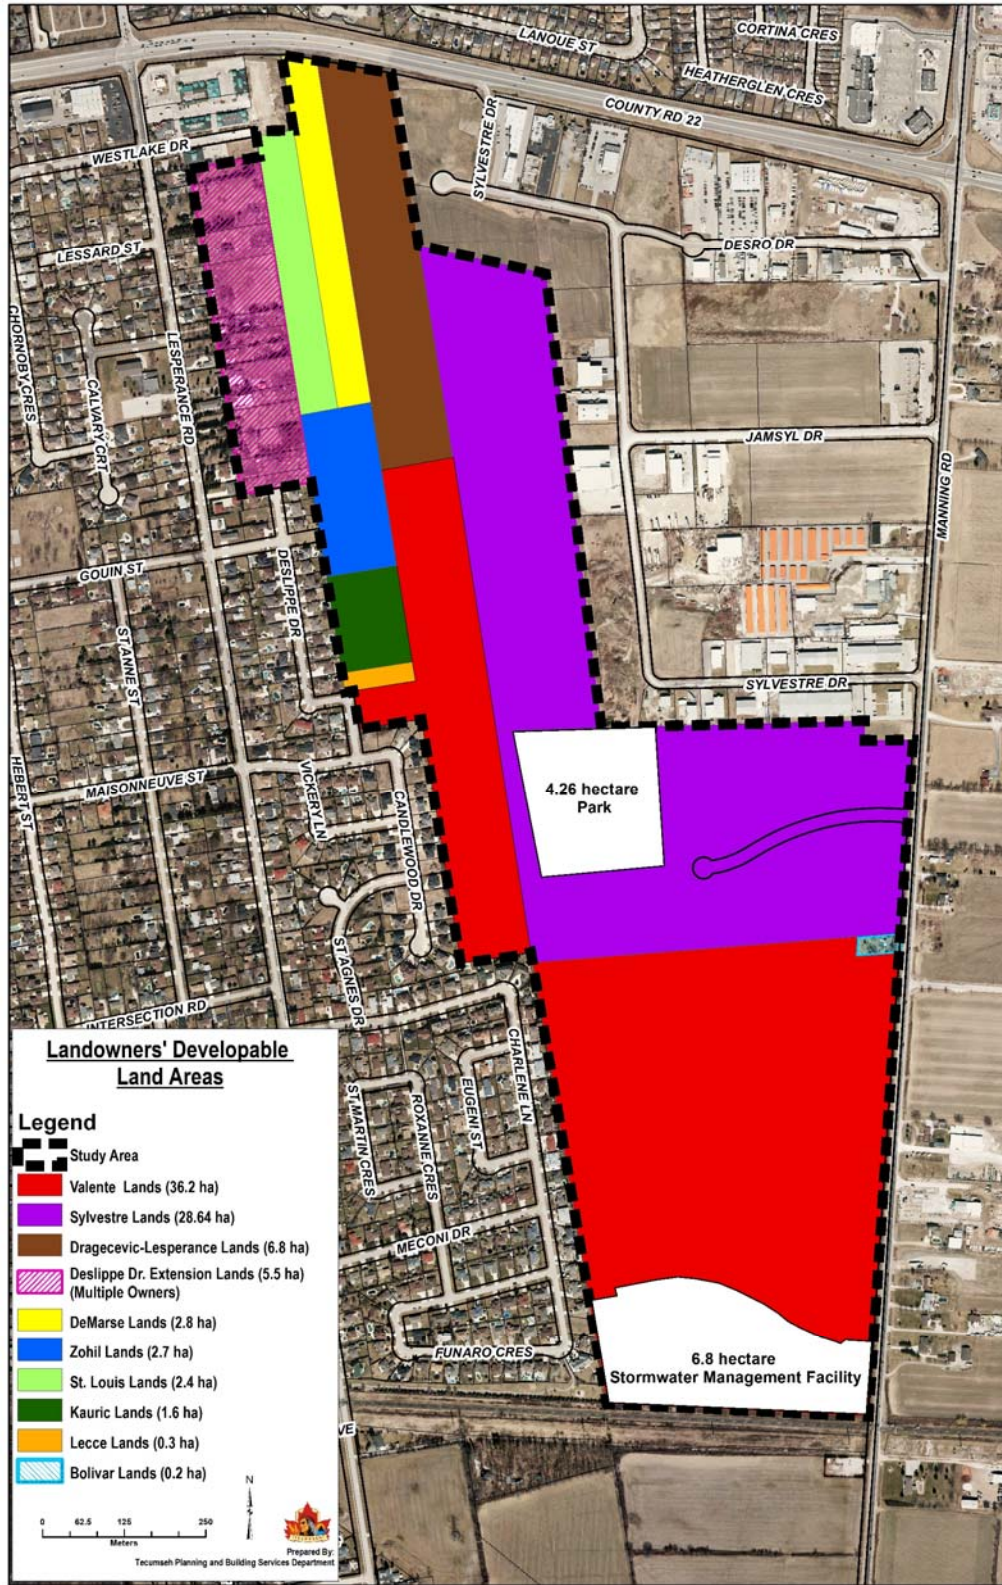 LANOUE ST
CORTINA CRES
HEATHERGLEN CRES
COUNTY RD 22
WESTLAKE DR
SYLVESTRE DR
LESSARD ST
DESRO DR
CHORNOBY CRES
CALVARY CRT
LESPERANCE RD
JAMSYL DR
MANNING RD
GOUIN ST
DESLIPPE DR
ST ANNE ST
SYLVESTRE DR
HEBERT ST
MAISONNEUVE ST
VICKERY LN
CANDLEWOOD DR
4.26 hectare
Park
ST AGNES DR
INTERSECTION RD
CHARLENE LN
EUGENI ST
ROXANNE CRES
ST MARTIN CRES
MECONI DR
FUNARO CRES
6.8 hectare
Stormwater Management Facility
VE
Landowners' Developable
Land Areas
Legend
Study Area
Valente Lands (36.2 ha)
Sylvestre Lands (28.64 ha)
Dragecevic-Lesperance Lands (6.8 ha)
Deslippe Dr. Extension Lands (5.5 ha)
(Multiple Owners)
DeMarse Lands (2.8 ha)
Zohil Lands (2.7 ha)
St. Louis Lands (2.4 ha)
Kauric Lands (1.6 ha)
Lecce Lands (0.3 ha)
Bolivar Lands (0.2 ha)
N
0 62.5 125 250
Meters
Prepared By:
Tecumseh Planning and Building Services Department